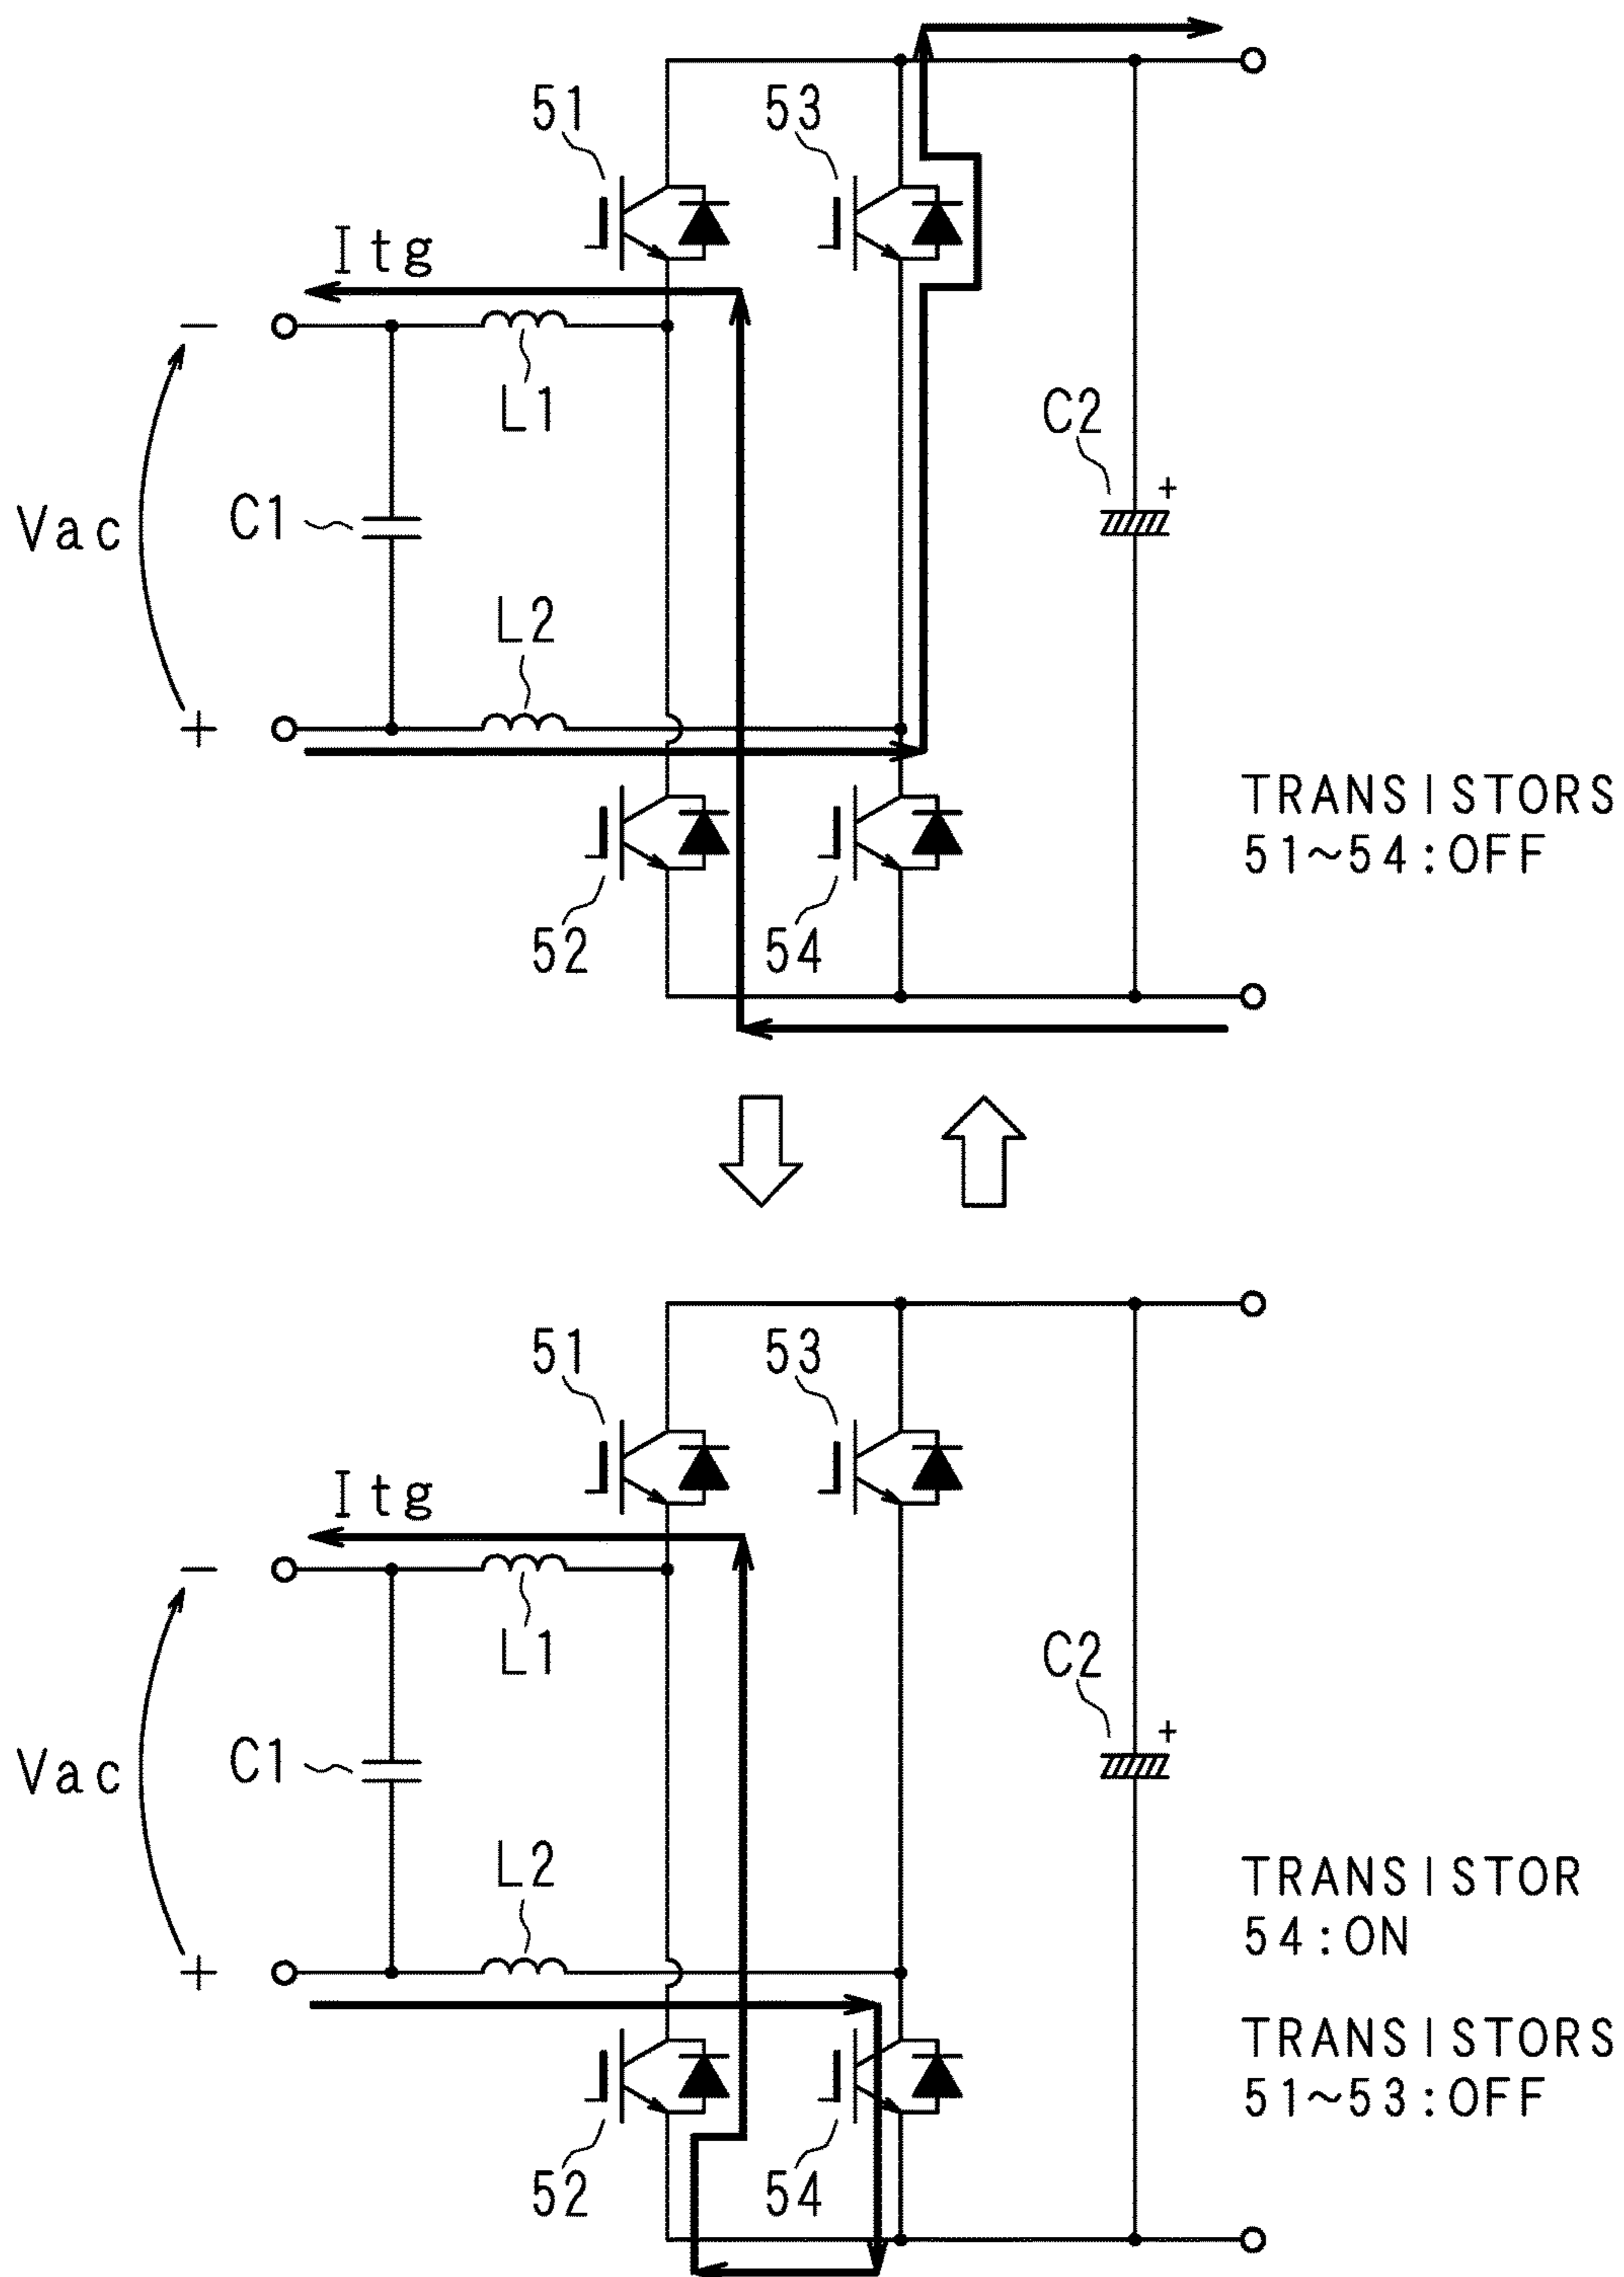 51
53
Itg
−
L1
C2
+
Vac
C1
L2
+
TRANSISTORS
51~54:OFF
52
54
51
53
Itg
−
L1
C2
+
Vac
C1
L2
TRANSISTOR
54:ON
+
TRANSISTORS
51~53:OFF
52
54